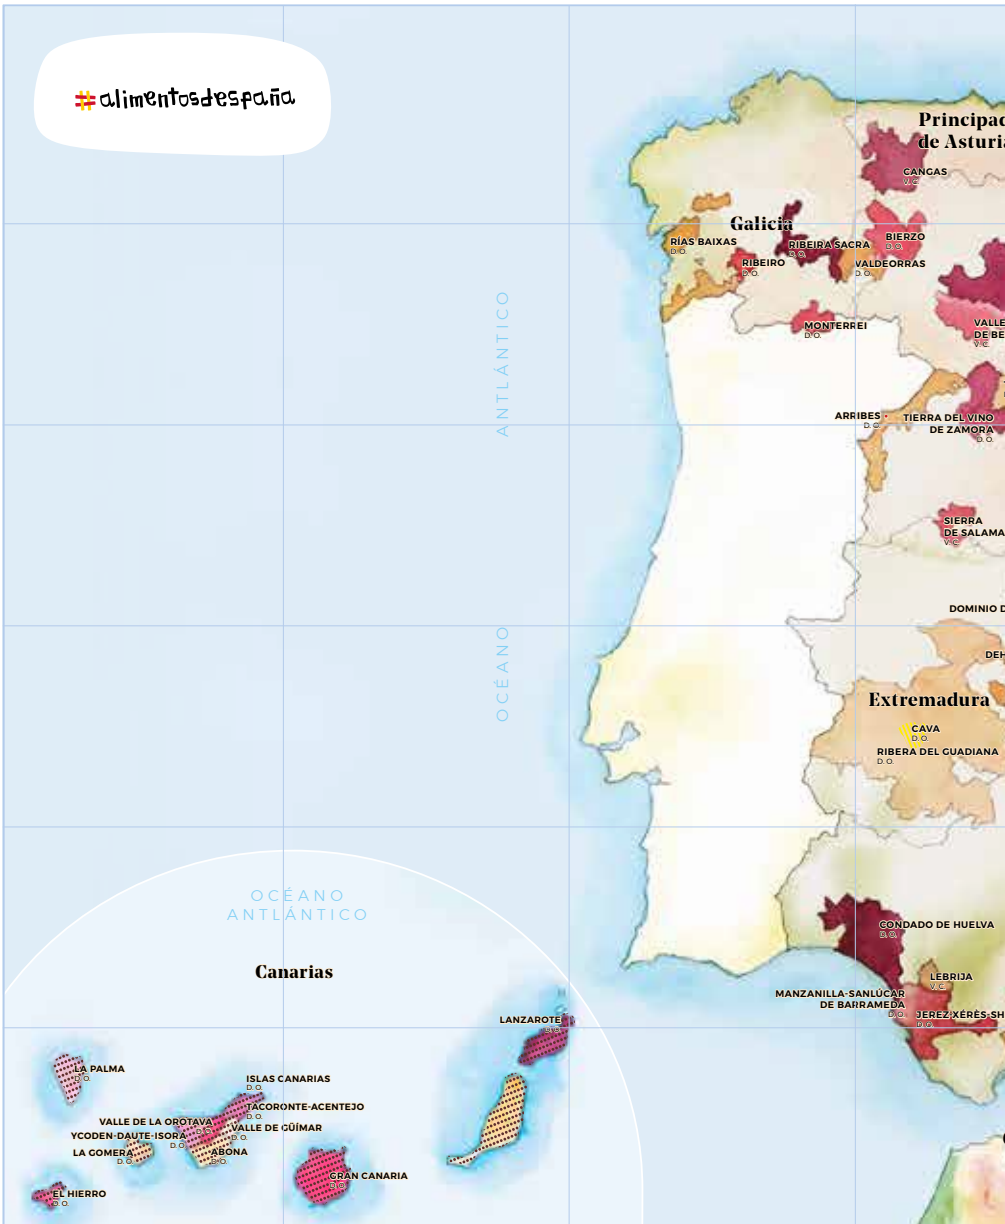 #alimentosdespaña
Principad
de Asturia
CANGAS
V.C.
Galicia
RÍAS BAIXAS
D.O.
RIBEIRA SACRA
D.O.
BIERZO
D.O.
RIBEIRO
D.O.
VALDEORRAS
D.O.
MONTERREI
D.O.
VALLE
DE BE
V.C.
ANTLÁNTICO
ARRIBES
D.O.
TIERRA DEL VINO
DE ZAMORA
D.O.
SIERRA
DE SALAMA
V.C.
DOMINIO D
OCÉANO
DEH
Extremadura
CAVA
D.O.
RIBERA DEL GUADIANA
D.O.
OCÉANO
ANTLÁNTICO
CONDADO DE HUELVA
D.O.
Canarias
LEBRIJA
V.C.
MANZANILLA-SANLÚCAR
DE BARRAMEDA
D.O.
JEREZ-XÉRÈS-SH
D.O.
LANZAROTE
D.O.
LA PALMA
D.O.
ISLAS CANARIAS
D.O.
TACORONTE-ACENTEJO
D.O.
VALLE DE LA OROTAVA
D.O.
VALLE DE GÜÍMAR
D.O.
YCODEN-DAUTE-ISORA
D.O.
LA GOMERA
D.O.
ABONA
D.O.
GRAN CANARIA
D.O.
EL HIERRO
D.O.